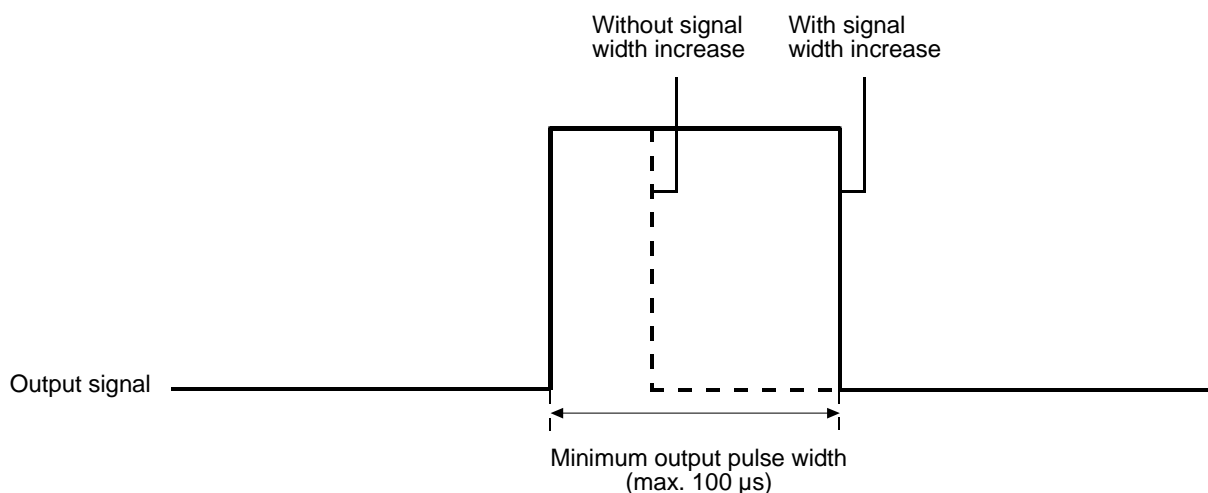 Without signal
width increase
With signal
width increase
Output signal
Minimum output pulse width
(max. 100 µs)